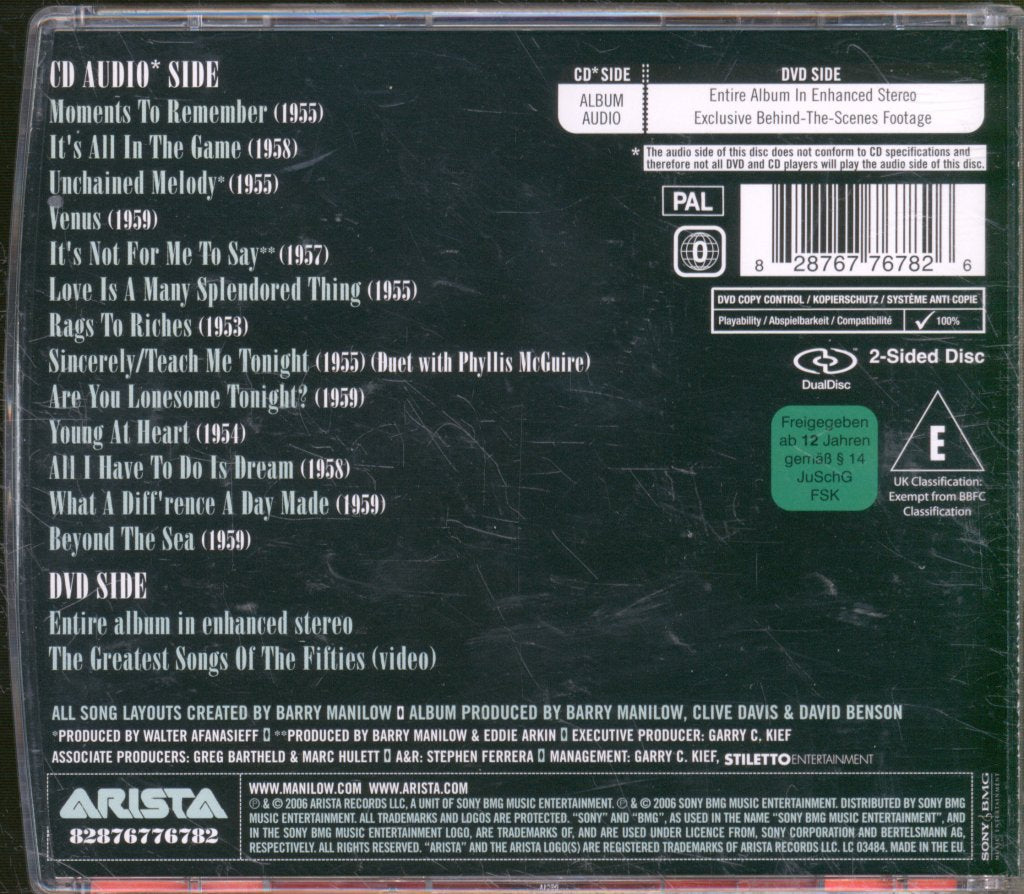 CD AUDIO* SIDE
Moments To Remember (1955)
It's All In The Game (1958)
Unchained Melody* (1955)
Venus (1959)
It's Not For Me To Say** (1957)
Love Is A Many Splendored Thing (1955)
Rags To Riches (1953)
Sincerely/Teach Me Tonight (1955) (Duet with Phyllis McGuire)
Are You Lonesome Tonight? (1959)
Young At Heart (1954)
All I Have To Do Is Dream (1958)
What A Diff'rence A Day Made (1959)
Beyond The Sea (1959)
DVD SIDE
Entire album in enhanced stereo
The Greatest Songs Of The Fifties (video)
CD* SIDE
ALBUM
AUDIO
DVD SIDE
Entire Album In Enhanced Stereo
Exclusive Behind-The-Scenes Footage
* The audio side of this disc does not conform to CD specifications and
therefore not all DVD and CD players will play the audio side of this disc.
PAL
0
8 28767 76782 6
DVD COPY CONTROL / KOPIERSCHUTZ / SYSTÈME ANTI COPIE
Playability / Abspielbarkeit / Compatibilité ✓ 100%
DualDisc
2-Sided Disc
Freigegeben
ab 12 Jahren
gemäß § 14
JuSchG
FSK
E
UK Classification:
Exempt from BBFC
Classification
ALL SONG LAYOUTS CREATED BY BARRY MANILOW ▯ ALBUM PRODUCED BY BARRY MANILOW, CLIVE DAVIS & DAVID BENSON
*PRODUCED BY WALTER AFANASIEFF ▯ **PRODUCED BY BARRY MANILOW & EDDIE ARKIN ▯ EXECUTIVE PRODUCER: GARRY C. KIEF
ASSOCIATE PRODUCERS: GREG BARTHELD & MARC HULETT ▯ A&R: STEPHEN FERRERA ▯ MANAGEMENT: GARRY C. KIEF, STILETTO ENTERTAINMENT
ARISTA
82876776782
WWW.MANILOW.COM WWW.ARISTA.COM
℗ & © 2006 ARISTA RECORDS LLC, A UNIT OF SONY BMG MUSIC ENTERTAINMENT. ℗ & © 2006 SONY BMG MUSIC ENTERTAINMENT. DISTRIBUTED BY SONY BMG
MUSIC ENTERTAINMENT. ALL TRADEMARKS AND LOGOS ARE PROTECTED. "SONY" AND "BMG", AS USED IN THE NAME "SONY BMG MUSIC ENTERTAINMENT", AND
IN THE SONY BMG MUSIC ENTERTAINMENT LOGO, ARE TRADEMARKS OF, AND ARE USED UNDER LICENCE FROM, SONY CORPORATION AND BERTELSMANN AG,
RESPECTIVELY. ALL RIGHTS RESERVED. "ARISTA" AND THE ARISTA LOGO(S) ARE REGISTERED TRADEMARKS OF ARISTA RECORDS LLC. LC 03484. MADE IN THE EU.
SONY BMG
MUSIC ENTERTAINMENT